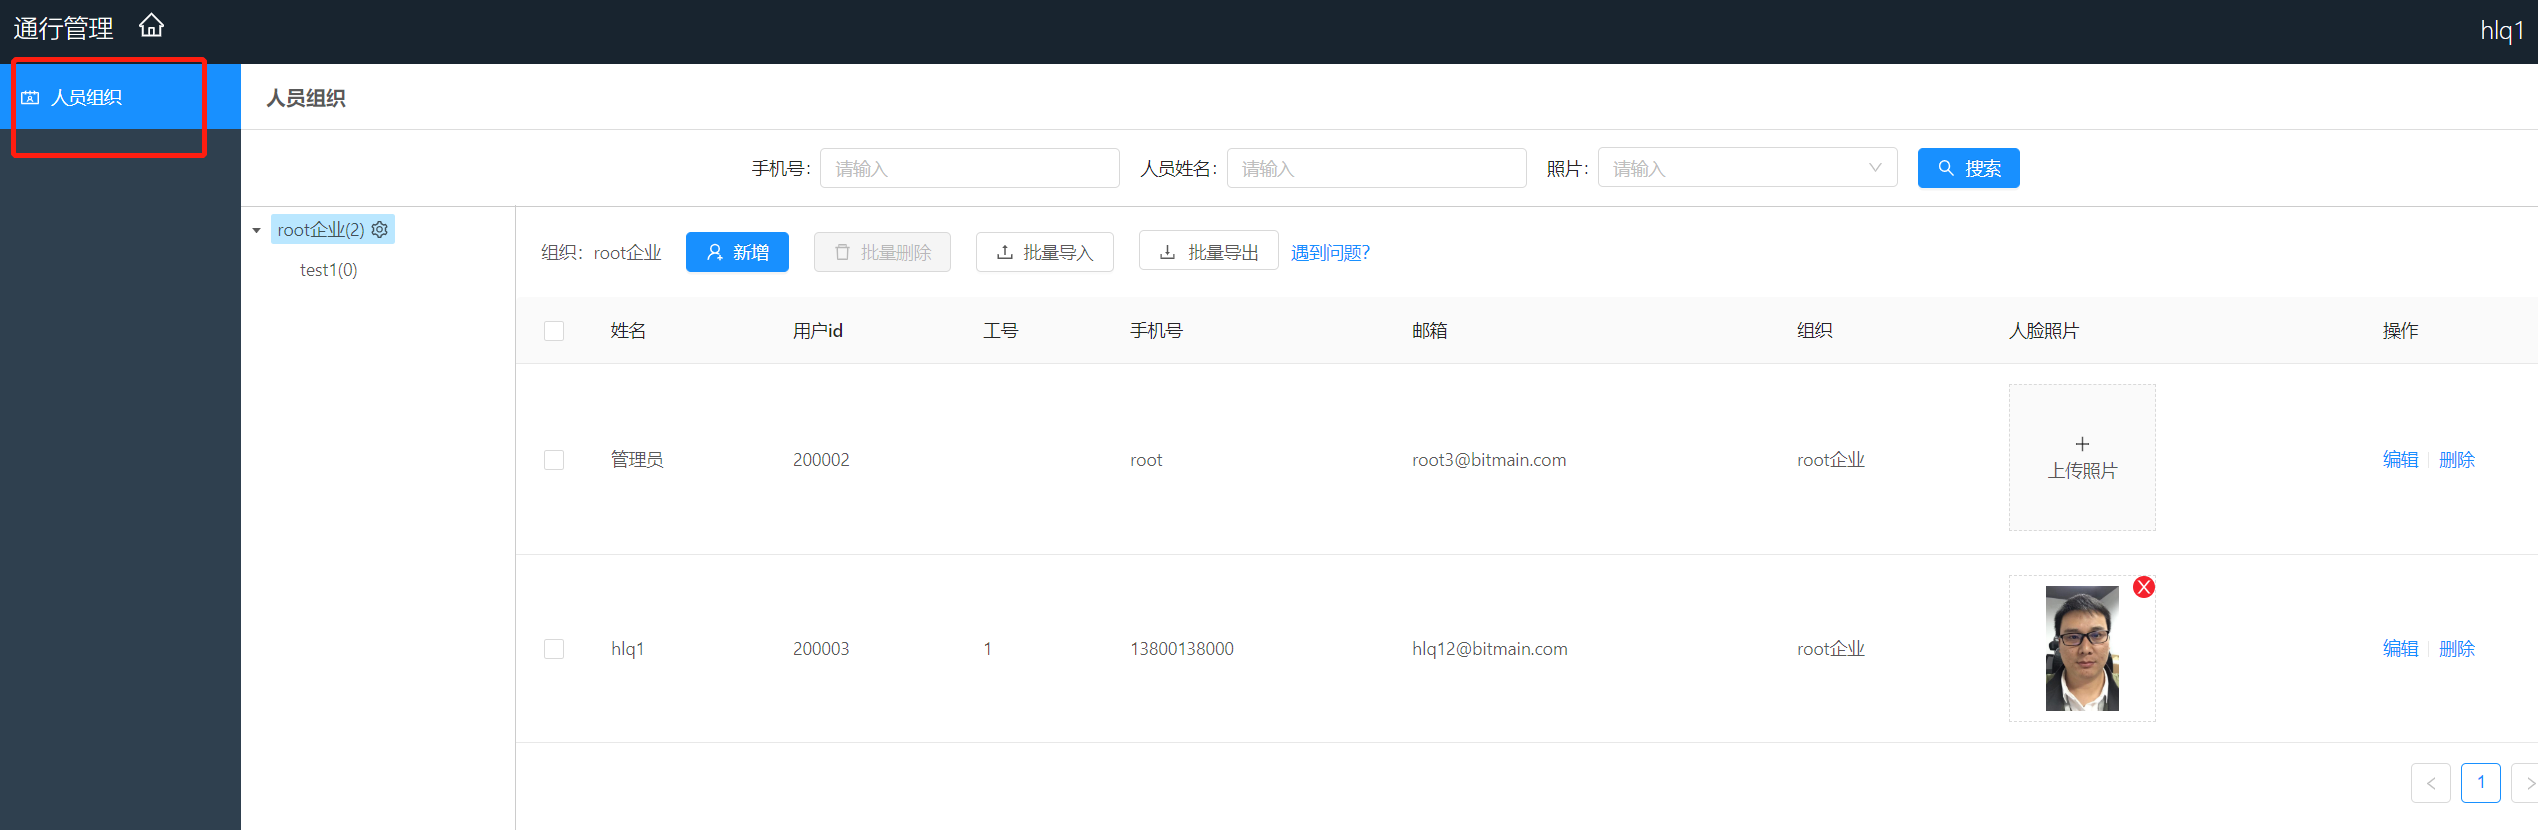 通行管理
hlq1
人员组织
人员组织
手机号: 请输入 人员姓名: 请输入 照片: 请输入 搜索
root企业(2)
test1(0)
组织: root企业 新增 批量删除 批量导入 批量导出 遇到问题?
姓名 用户id 工号 手机号 邮箱 组织 人脸照片 操作
管理员 200002 root root3@bitmain.com root企业 上传照片 编辑 删除
hlq1 200003 1 13800138000 hlq12@bitmain.com root企业 编辑 删除
1